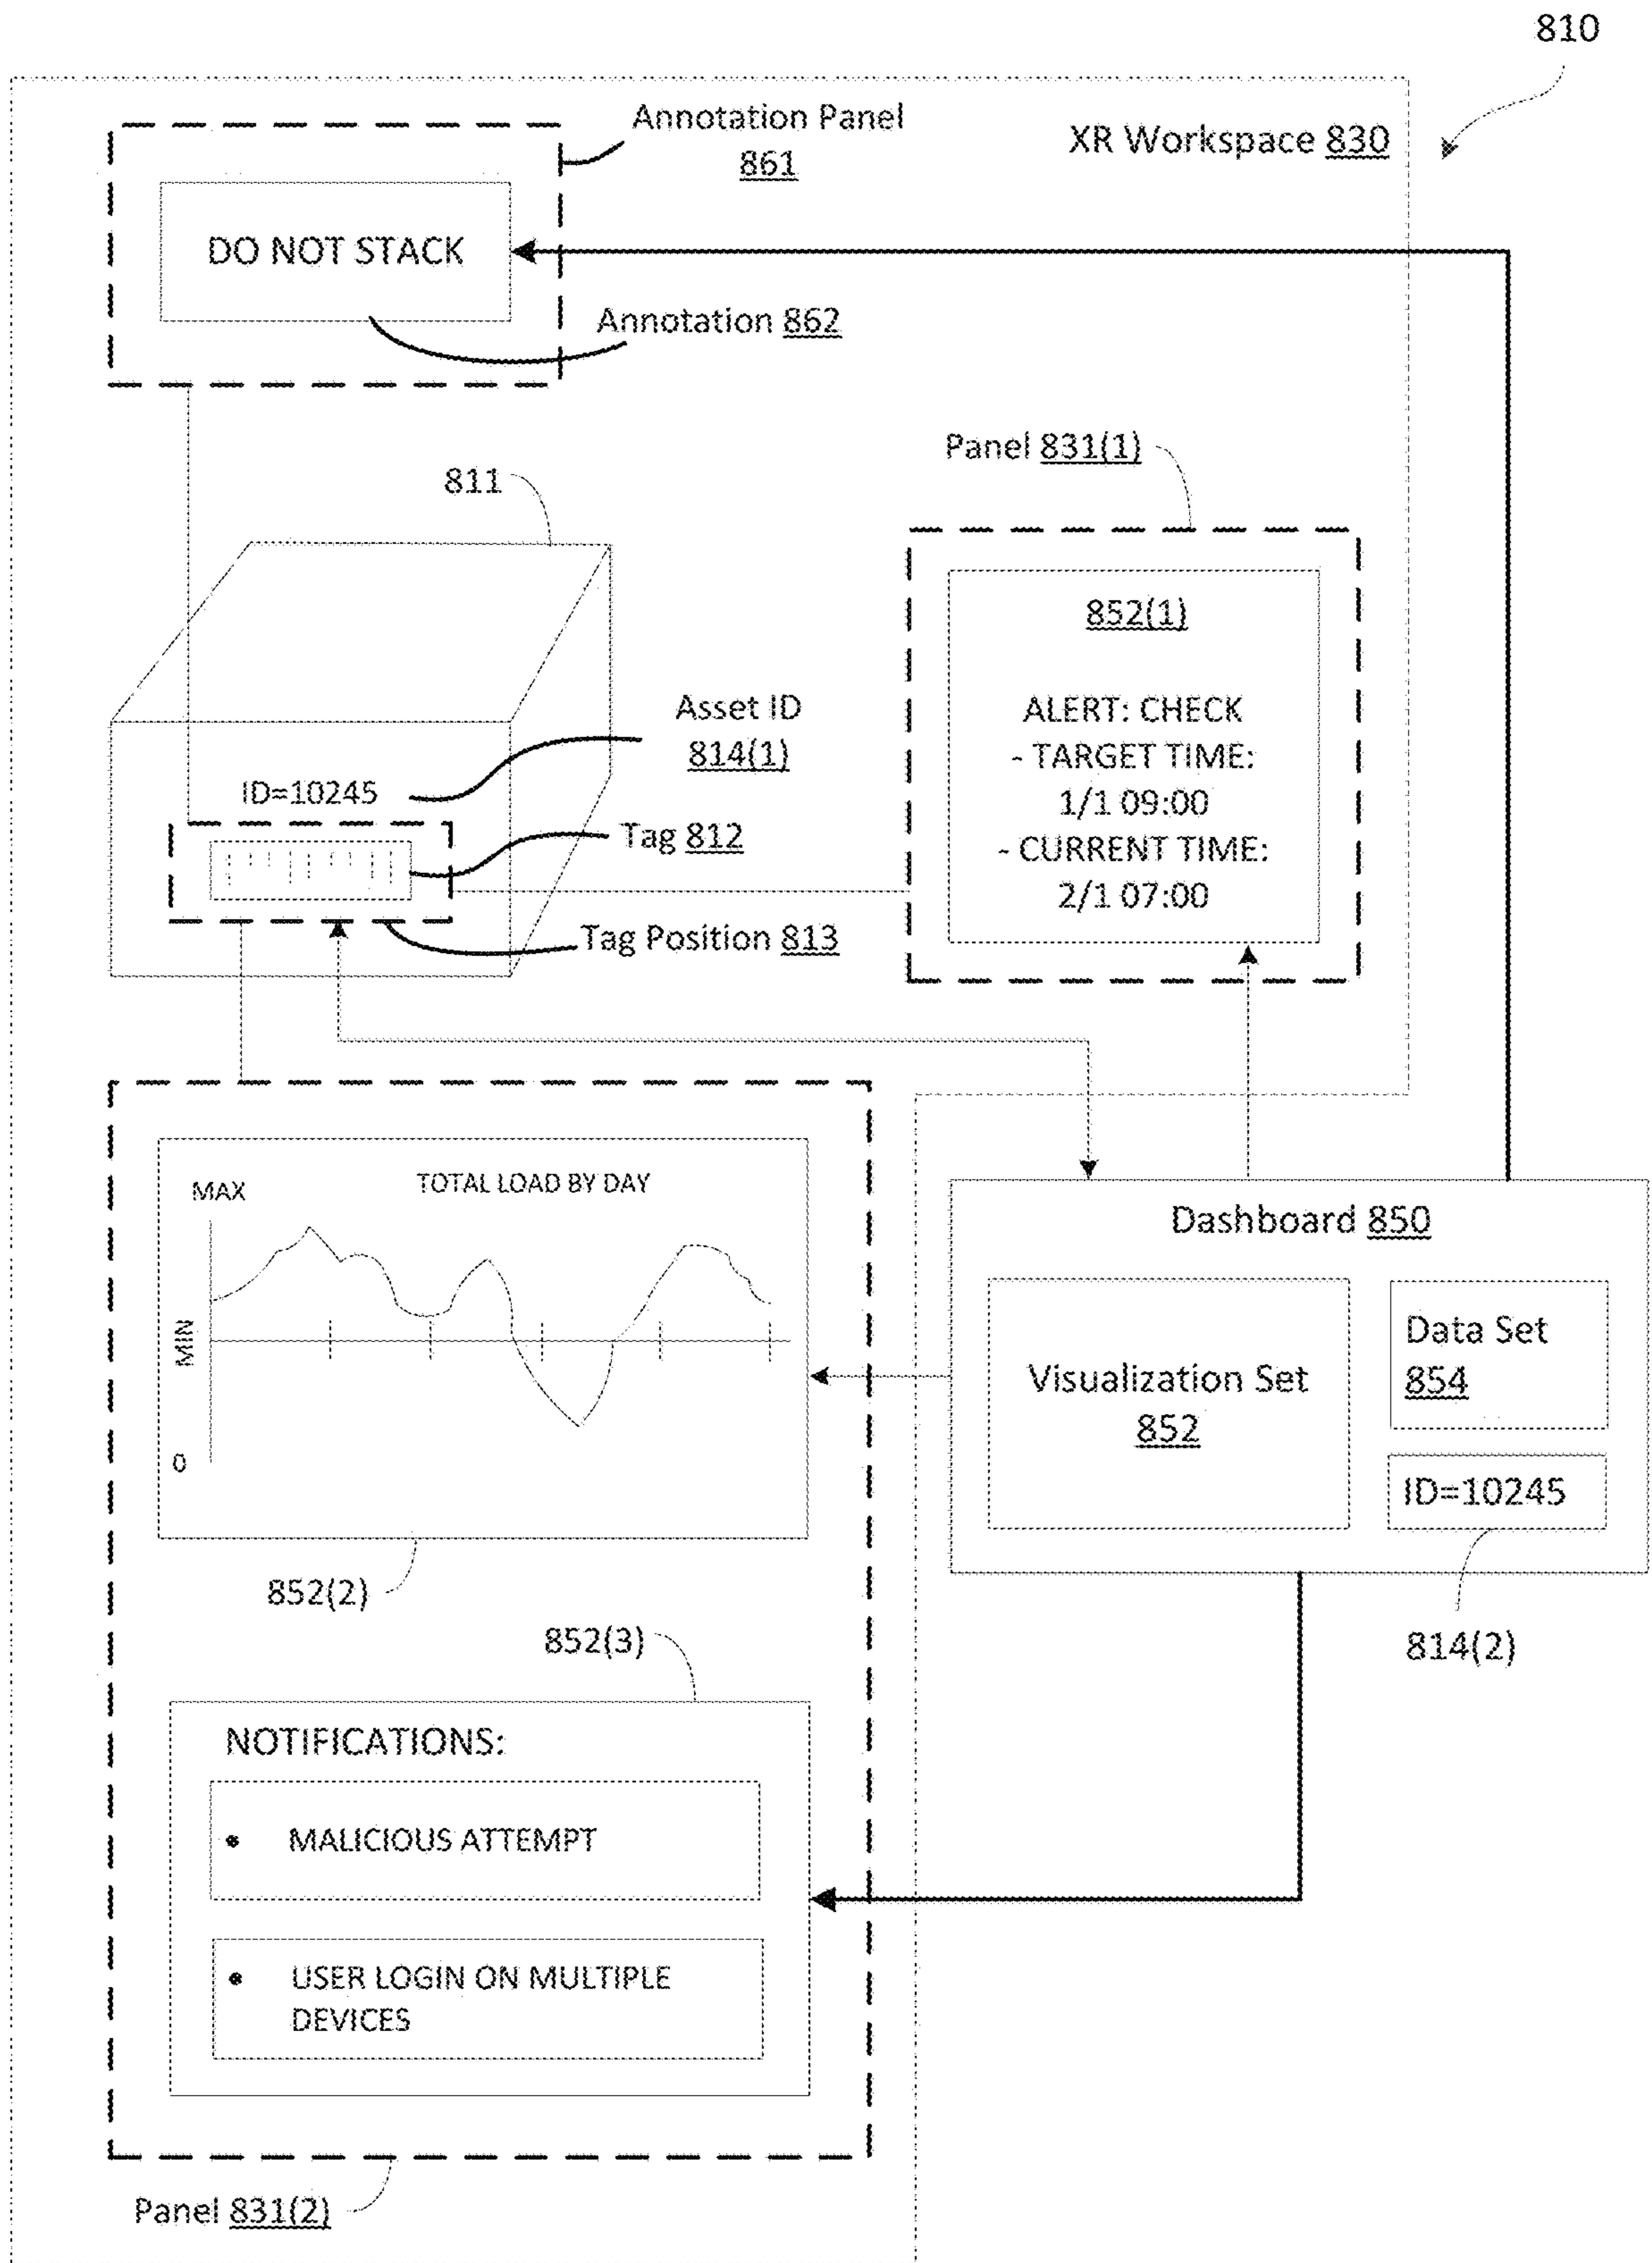 810
XR Workspace 830
Annotation Panel
861
DO NOT STACK
Annotation 862
Panel 831(1)
811
852(1)
ALERT: CHECK
- TARGET TIME:
1/1 09:00
- CURRENT TIME:
2/1 07:00
Asset ID
814(1)
ID=10245
Tag 812
Tag Position 813
TOTAL LOAD BY DAY
MAX
MIN
0
852(2)
Dashboard 850
Visualization Set
852
Data Set
854
ID=10245
814(2)
852(3)
NOTIFICATIONS:
• MALICIOUS ATTEMPT
• USER LOGIN ON MULTIPLE
DEVICES
Panel 831(2)